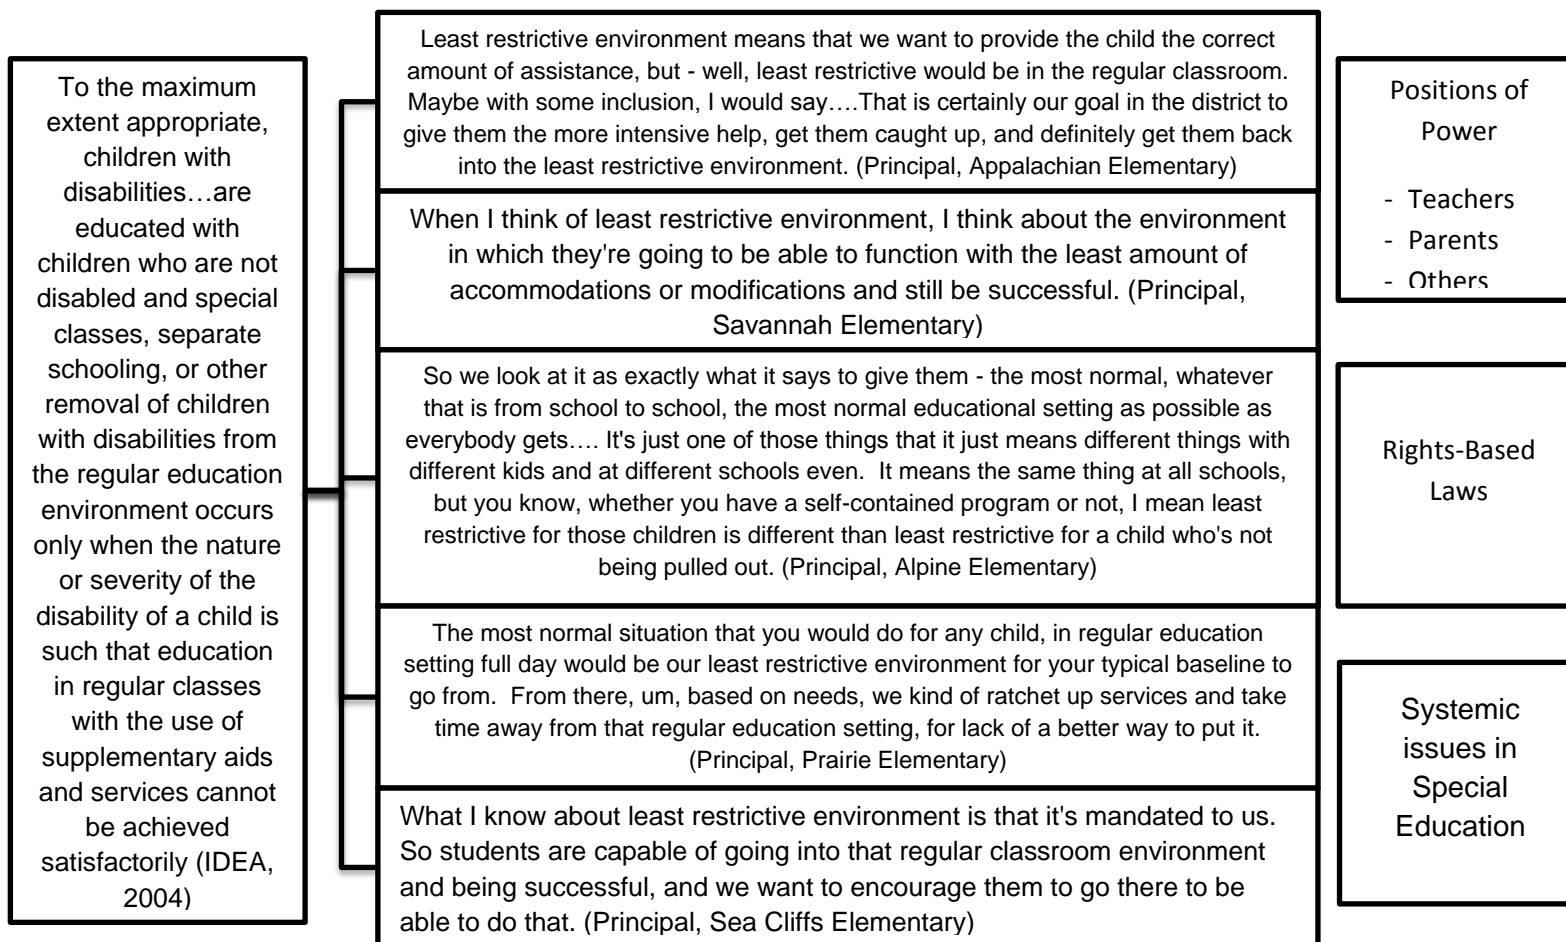 To the maximum
extent appropriate,
children with
disabilities…are
educated with
children who are not
disabled and special
classes, separate
schooling, or other
removal of children
with disabilities from
the regular education
environment occurs
only when the nature
or severity of the
disability of a child is
such that education
in regular classes
with the use of
supplementary aids
and services cannot
be achieved
satisfactorily (IDEA,
2004)
Least restrictive environment means that we want to provide the child the correct
amount of assistance, but - well, least restrictive would be in the regular classroom.
Maybe with some inclusion, I would say….That is certainly our goal in the district to
give them the more intensive help, get them caught up, and definitely get them back
into the least restrictive environment. (Principal, Appalachian Elementary)
When I think of least restrictive environment, I think about the environment
in which they're going to be able to function with the least amount of
accommodations or modifications and still be successful. (Principal,
Savannah Elementary)
So we look at it as exactly what it says to give them - the most normal, whatever
that is from school to school, the most normal educational setting as possible as
everybody gets…. It's just one of those things that it just means different things with
different kids and at different schools even.  It means the same thing at all schools,
but you know, whether you have a self-contained program or not, I mean least
restrictive for those children is different than least restrictive for a child who's not
being pulled out. (Principal, Alpine Elementary)
The most normal situation that you would do for any child, in regular education
setting full day would be our least restrictive environment for your typical baseline to
go from.  From there, um, based on needs, we kind of ratchet up services and take
time away from that regular education setting, for lack of a better way to put it.
(Principal, Prairie Elementary)
What I know about least restrictive environment is that it's mandated to us.
So students are capable of going into that regular classroom environment
and being successful, and we want to encourage them to go there to be
able to do that. (Principal, Sea Cliffs Elementary)
Positions of
Power
- Teachers
- Parents
- Others
Rights-Based
Laws
Systemic
issues in
Special
Education